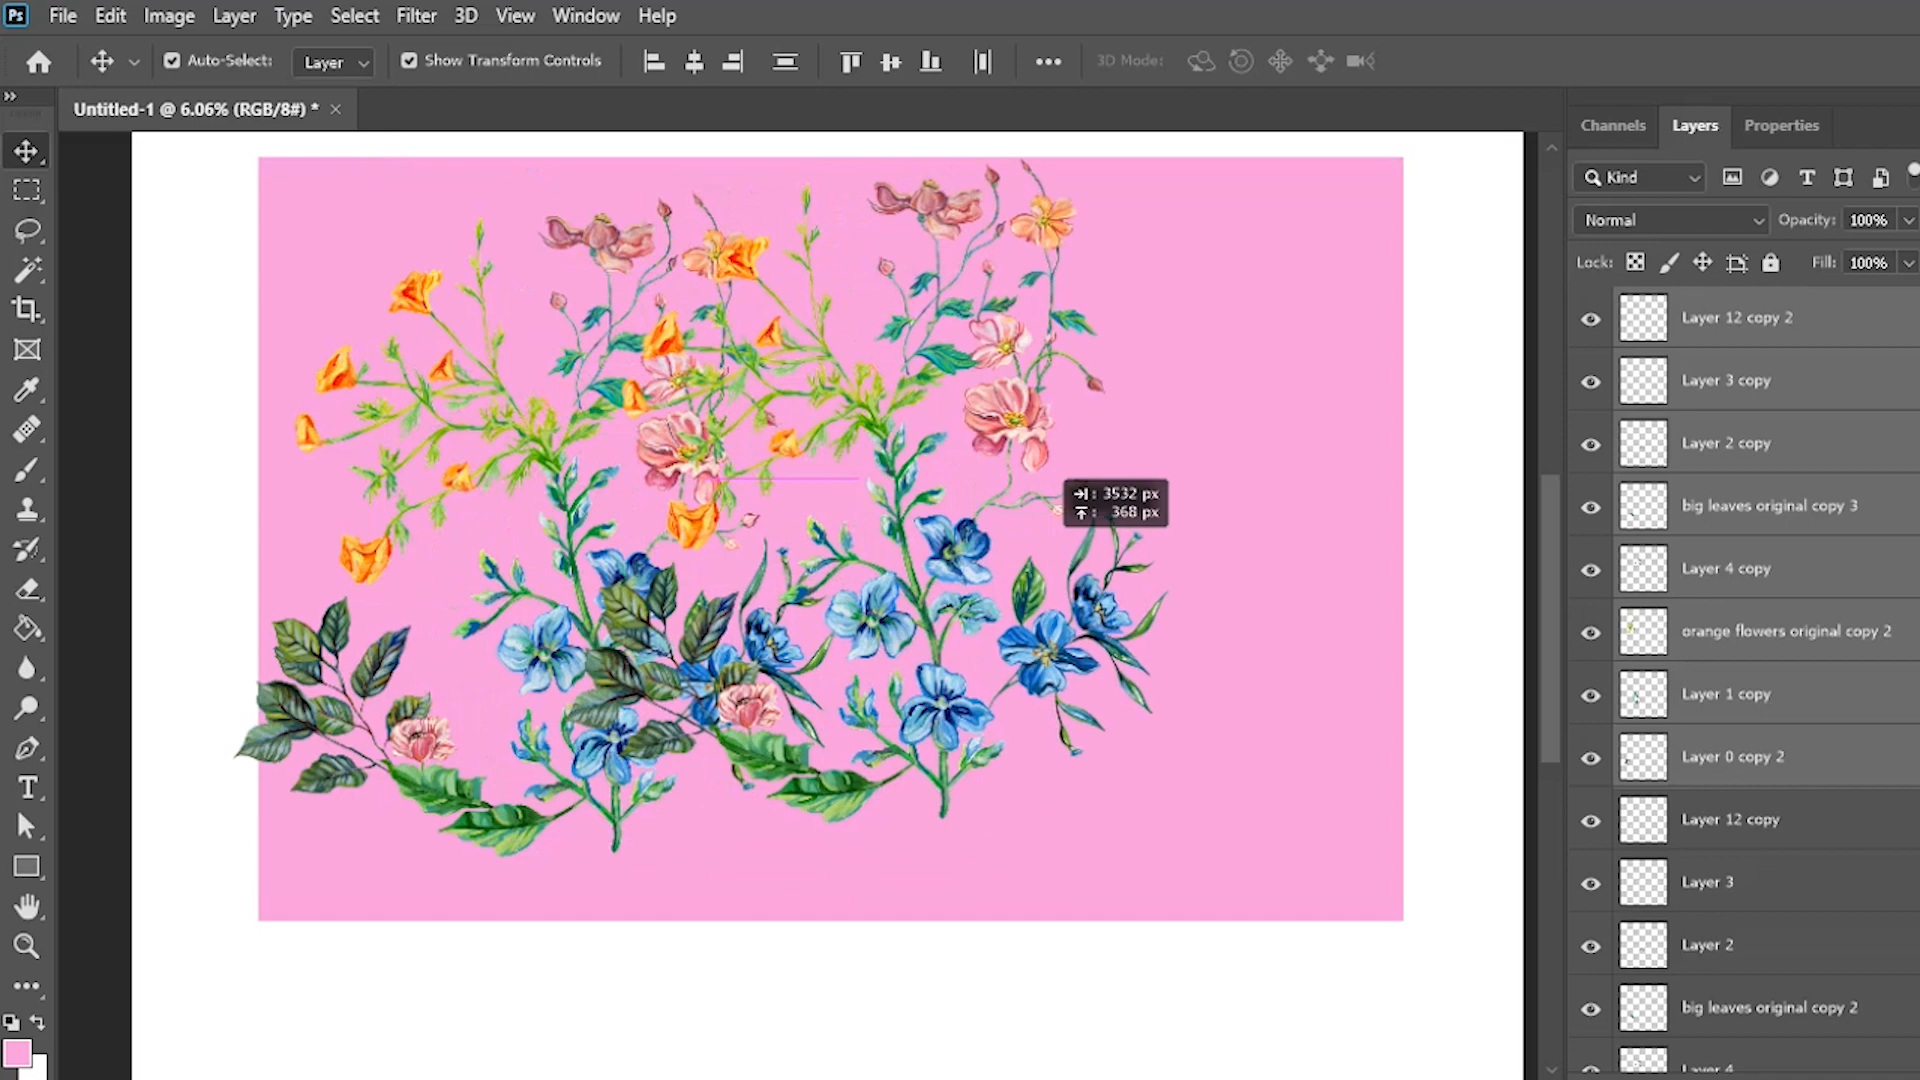 Ps File Edit Image Layer Type Select Filter 3D View Window Help
Auto-Select: Layer Show Transform Controls 3D Mode:
Untitled-1 @ 6.06% (RGB/8#) * ×
Channels Layers Properties
Kind
Normal Opacity: 100%
Lock: Fill: 100%
Layer 12 copy 2
Layer 3 copy
Layer 2 copy
big leaves original copy 3
Layer 4 copy
orange flowers original copy 2
Layer 1 copy
Layer 0 copy 2
Layer 12 copy
Layer 3
Layer 2
big leaves original copy 2
Layer 4
: 3532 px
: 368 px